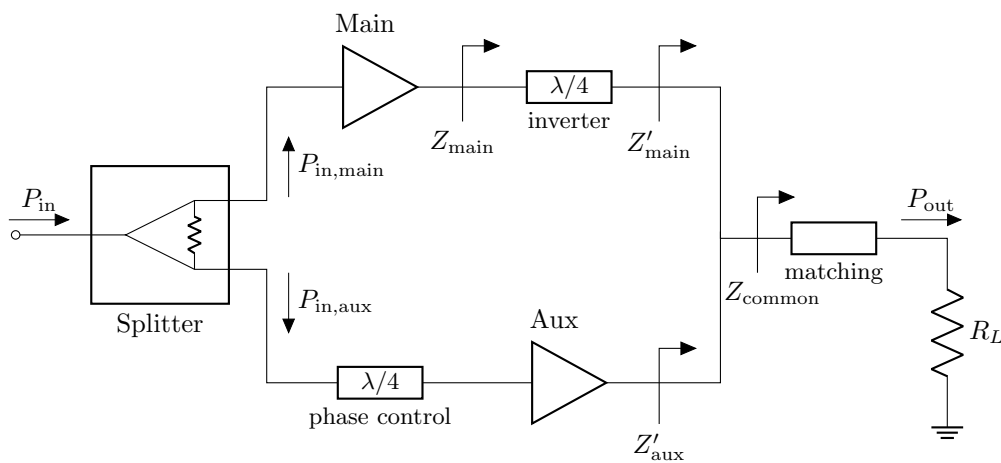 Main
λ/4
inverter
Z_main
Z′_main
P_in,main
P_in
Splitter
P_in,aux
Z_common
matching
P_out
R_L
Aux
λ/4
phase control
Z′_aux